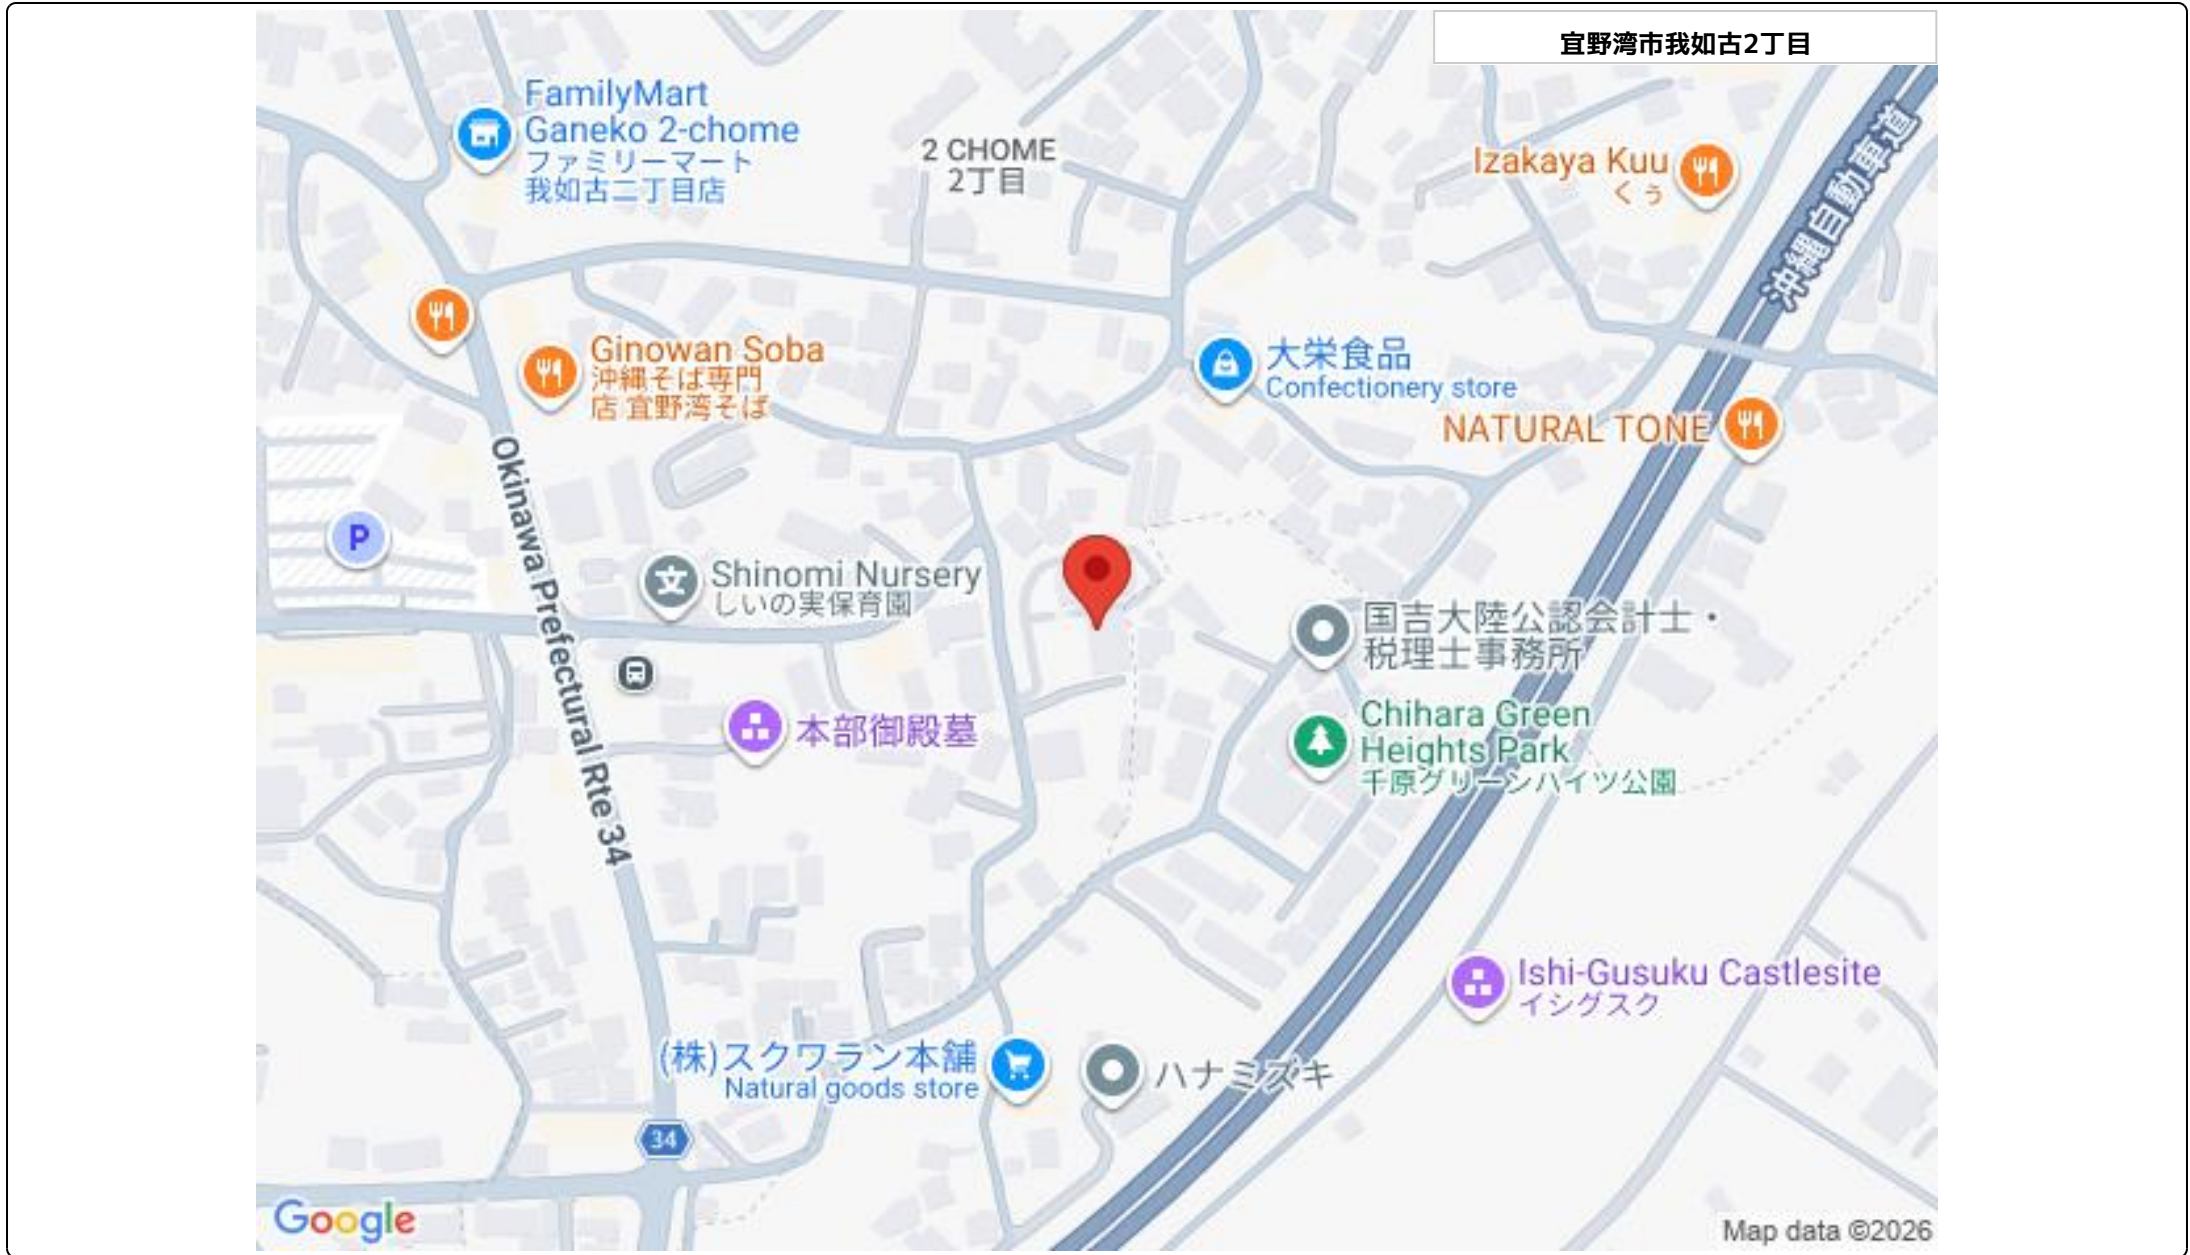 宜野湾市我如古2丁目
FamilyMart
Ganeko 2-chome
ファミリーマート
我如古二丁目店
2 CHOME
2丁目
Izakaya Kuu
くぅ
沖縄自動車道
Ginowan Soba
沖縄そば専門
店 宜野湾そば
大栄食品
Confectionery store
NATURAL TONE
Okinawa Prefectural Rte 34
P
Shinomi Nursery
しいの実保育園
国吉大陸公認会計士・
税理士事務所
本部御殿墓
Chihara Green
Heights Park
千原グリーンハイツ公園
Ishi-Gusuku Castlesite
イシグスク
(株)スクワラン本舗
Natural goods store
ハナミズキ
34
Google
Map data ©2026